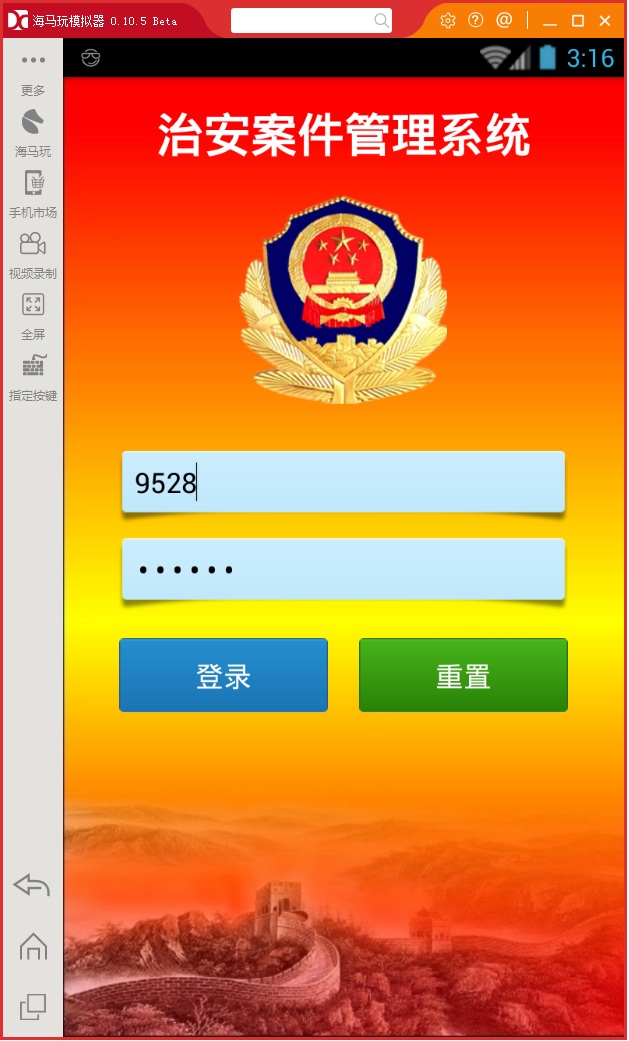 海马玩模拟器 0.10.5 Beta
3:16
更多
海马玩
手机市场
视频录制
全屏
指定按键
治安案件管理系统
9528
••••••
登录
重置